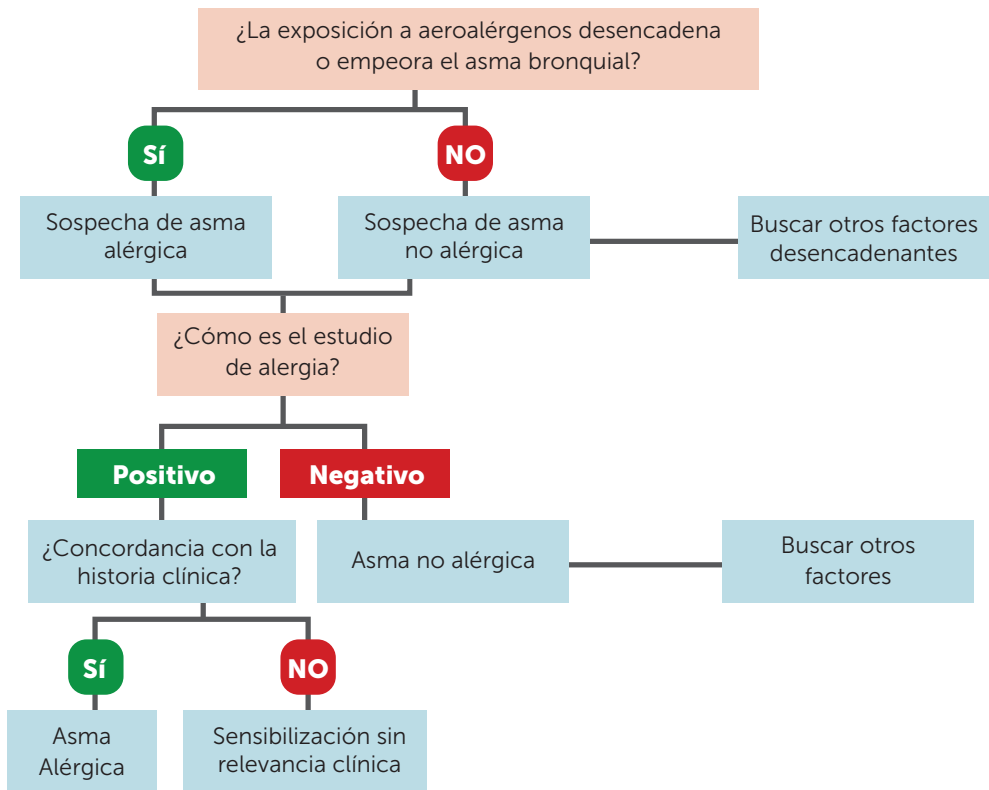 ¿La exposición a aeroalérgenos desencadena
o empeora el asma bronquial?
Sí
NO
Sospecha de asma
alérgica
Sospecha de asma
no alérgica
Buscar otros factores
desencadenantes
¿Cómo es el estudio
de alergia?
Positivo
Negativo
¿Concordancia con la
historia clínica?
Asma no alérgica
Buscar otros
factores
Sí
NO
Asma
Alérgica
Sensibilización sin
relevancia clínica